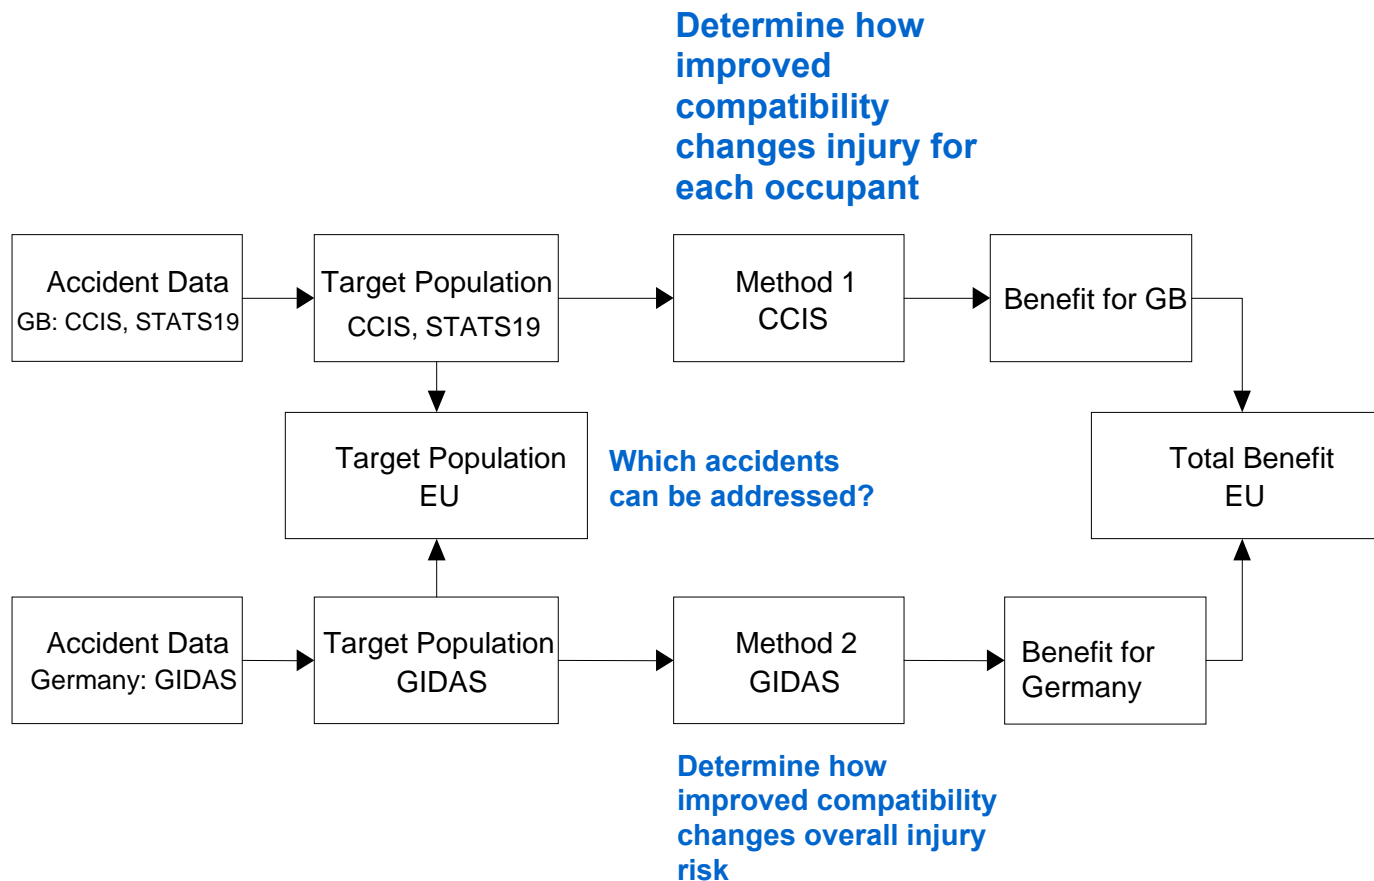 Determine how
improved
compatibility
changes injury for
each occupant
Accident Data
GB: CCIS, STATS19
Target Population
CCIS, STATS19
Method 1
CCIS
Benefit for GB
Target Population
EU
Which accidents
can be addressed?
Total Benefit
EU
Accident Data
Germany: GIDAS
Target Population
GIDAS
Method 2
GIDAS
Benefit for
Germany
Determine how
improved compatibility
changes overall injury
risk